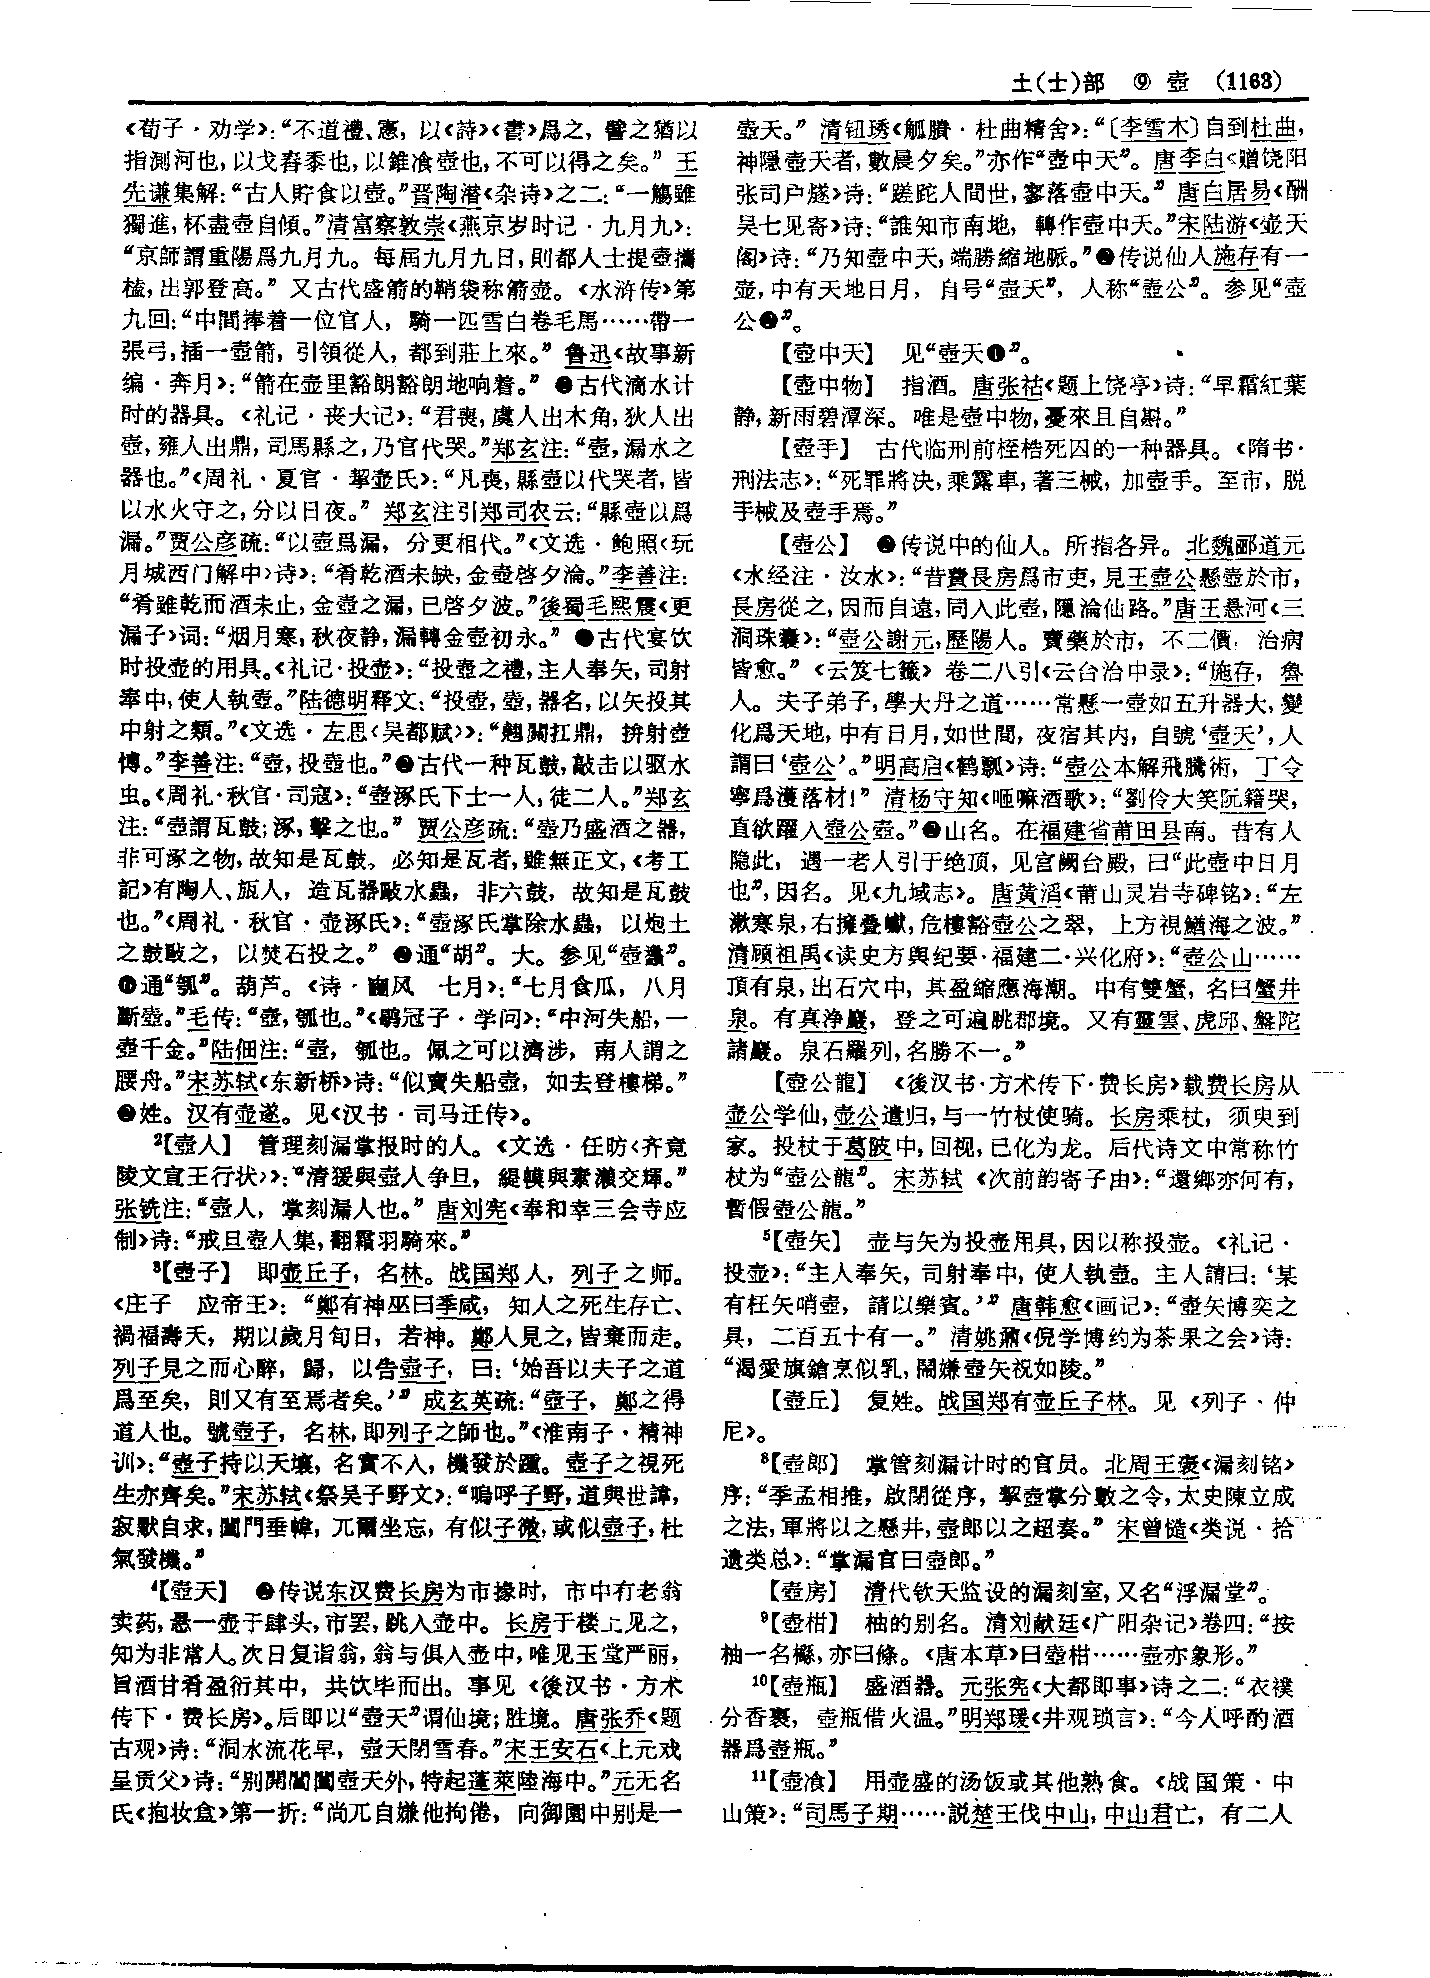 土(士)部 ⑨ 壺 (1163)
《荀子·劝学》：“不道禮、憲，以《詩》《書》爲之，譬之猶以
指測河也，以戈舂黍也，以錐飡壺也，不可以得之矣。” 王
先谦集解：“古人貯食以壺。”晋陶潜《杂诗》之二：“一觴雖
獨進，杯盡壺自傾。”清富察敦崇《燕京岁时记·九月九》：
“京師謂重陽爲九月九。每屆九月九日，則都人士提壺攜
榼，出郭登高。” 又古代盛箭的鞘袋称箭壶。《水浒传》第
九回：“中間捧着一位官人，騎一匹雪白卷毛馬……帶一
張弓，插一壺箭，引領從人，都到莊上來。” 鲁迅《故事新
编·奔月》：“箭在壶里豁朗豁朗地响着。” 古代滴水计
时的器具。《礼记·丧大记》：“君喪，虞人出木角，狄人出
壺，雍人出鼎，司馬縣之，乃官代哭。”郑玄注：“壺，漏水之
器也。”《周礼·夏官·挈壶氏》：“凡喪，縣壺以代哭者，皆
以水火守之，分以日夜。” 郑玄注引郑司农云：“縣壺以爲
漏。”贾公彦疏：“以壺爲漏，分更相代。”《文选·鲍照〈玩
月城西门解中〉诗》：“肴乾酒未缺，金壺啓夕淪。”李善注：
“肴雖乾而酒未止，金壺之漏，已啓夕波。”後蜀毛熙震《更
漏子》词：“烟月寒，秋夜静，漏轉金壺初永。” 古代宴饮
时投壶的用具。《礼记·投壶》：“投壺之禮，主人奉矢，司射
奉中，使人執壺。”陆德明释文：“投壺，壺，器名，以矢投其
中射之類。”《文选·左思〈吴都赋〉》：“翹關扛鼎，拚射壺
博。”李善注：“壺，投壺也。”古代一种瓦鼓，敲击以驱水
虫。《周礼·秋官·司寇》：“壺涿氏下士一人，徒二人。”郑玄
注：“壺謂瓦鼓；涿，擊之也。” 贾公彦疏：“壺乃盛酒之器，
非可涿之物，故知是瓦鼓，必知是瓦者，雖無正文，《考工
記》有陶人、瓬人，造瓦器敺水蟲，非六鼓，故知是瓦鼓
也。”《周礼·秋官·壶涿氏》：“壺涿氏掌除水蟲，以炮土
之鼓敺之，以焚石投之。” 通“胡”。大。参见“壺𧒒”。
通“瓠”。葫芦。《诗·豳风 七月》：“七月食瓜，八月
斷壺。”毛传：“壺，瓠也。”《鹖冠子·学问》：“中河失船，一
壺千金。”陆佃注：“壺，瓠也。佩之可以濟涉，南人謂之
腰舟。”宋苏轼《东新桥》诗：“似賣失船壺，如去登樓梯。”
姓。汉有壶遂。见《汉书·司马迁传》。
²【壺人】 管理刻漏掌报时的人。《文选·任昉〈齐竟
陵文宣王行状〉》：“清猨與壺人争旦，緹幙與素瀨交輝。”
张铣注：“壺人，掌刻漏人也。” 唐刘宪《奉和幸三会寺应
制》诗：“戒旦壺人集，翻霜羽騎來。”
³【壺子】 即壶丘子，名林。战国郑人，列子之师。
《庄子 应帝王》：“鄭有神巫曰季咸，知人之死生存亡、
禍福壽夭，期以歲月旬日，若神。鄭人見之，皆棄而走。
列子見之而心醉，歸，以告壺子，曰：‘始吾以夫子之道
爲至矣，則又有至焉者矣。’” 成玄英疏：“壺子，鄭之得
道人也。號壺子，名林，即列子之師也。”《淮南子·精神
训》：“壺子持以天壤，名實不入，機發於踵。壺子之視死
生亦齊矣。”宋苏轼《祭吴子野文》：“嗚呼子野，道與世諱，
寂默自求，闔門垂幃，兀爾坐忘，有似子微，或似壺子，杜
氣發機。”
⁴【壺天】 传说东汉费长房为市掾时，市中有老翁
卖药，悬一壶于肆头，市罢，跳入壶中。长房于楼上见之，
知为非常人。次日复诣翁，翁与俱入壶中，唯见玉堂严丽，
旨酒甘肴盈衍其中，共饮毕而出。事见《後汉书·方术
传下·费长房》。后即以“壺天”谓仙境；胜境。唐张乔《题
古观》诗：“洞水流花早，壺天閉雪春。”宋王安石《上元戏
呈贡父》诗：“别開閶闔壺天外，特起蓬萊陸海中。”元无名
氏《抱妆盒》第一折：“尚兀自嫌他拘倦，向御園中别是一
壺天。” 清钮琇《觚賸·杜曲精舍》：“〔李雪木〕自到杜曲，
神隱壺天者，數晨夕矣。”亦作“壺中天”。唐李白《赠饶阳
张司户燧》诗：“蹉跎人間世，寥落壺中天。” 唐白居易《酬
吴七见寄》诗：“誰知市南地，轉作壺中天。”宋陆游《壶天
阁》诗：“乃知壺中天，端勝縮地脈。”传说仙人施存有一
壶，中有天地日月，自号“壶天”，人称“壶公”。参见“壺
公”。
【壺中天】 见“壺天”。
【壺中物】 指酒。唐张祜《题上饶亭》诗：“早霜紅葉
静，新雨碧潭深。唯是壺中物，憂來且自斟。”
【壺手】 古代临刑前桎梏死囚的一种器具。《隋书·
刑法志》：“死罪將决，乘露車，著三械，加壺手。至市，脱
手械及壺手焉。”
【壺公】 传说中的仙人。所指各异。北魏郦道元
《水经注·汝水》：“昔費長房爲市吏，見王壺公懸壺於市，
長房從之，因而自遠，同入此壺，隱淪仙路。”唐王悬河《三
洞珠囊》：“壺公謝元，歷陽人。賣藥於市，不二價，治病
皆愈。” 《云笈七籤》卷二八引《云台治中录》：“施存，魯
人。夫子弟子，學大丹之道……常懸一壺如五升器大，變
化爲天地，中有日月，如世間，夜宿其内，自號‘壺天’，人
謂曰‘壺公’。”明高启《鹤瓢》诗：“壺公本解飛騰術，丁令
寧爲濩落材！” 清杨守知《咂嘛酒歌》：“劉伶大笑阮籍哭，
直欲躍入壺公壺。”山名。在福建省莆田县南。昔有人
隐此，遇一老人引于绝顶，见宫阙台殿，曰“此壶中日月
也”，因名。见《九域志》。唐黄滔《莆山灵岩寺碑铭》：“左
漱寒泉，右擁疊巘，危樓豁壺公之翠，上方視鰌海之波。”
清顾祖禹《读史方舆纪要·福建二·兴化府》：“壺公山……
頂有泉，出石穴中，其盈縮應海潮。中有雙蟹，名曰蟹井
泉。有真浄巖，登之可遍眺郡境。又有靈雲、虎邱、盤陀
諸巖。泉石羅列，名勝不一。”
【壺公龍】 《後汉书·方术传下·费长房》载费长房从
壶公学仙，壶公遣归，与一竹杖使骑。长房乘杖，须臾到
家。投杖于葛陂中，回视，已化为龙。后代诗文中常称竹
杖为“壺公龍”。宋苏轼《次前韵寄子由》：“還鄉亦何有，
暫假壺公龍。”
⁵【壺矢】 壶与矢为投壶用具，因以称投壶。《礼记·
投壶》：“主人奉矢，司射奉中，使人執壺。主人請曰：‘某
有枉矢哨壺，請以樂賓。’” 唐韩愈《画记》：“壺矢博奕之
具，二百五十有一。” 清姚鼐《倪学博约为茶果之会》诗：
“渴愛旗鎗烹似乳，鬧嫌壺矢祝如陵。”
【壺丘】 复姓。战国郑有壶丘子林。见《列子·仲
尼》。
⁸【壺郎】 掌管刻漏计时的官员。北周王褒《漏刻铭》
序：“季孟相推，啟閉從序，挈壺掌分數之令，太史陳立成
之法，軍將以之懸井，壺郎以之超奏。” 宋曾慥《类说·拾
遗类总》：“掌漏官曰壺郎。”
【壺房】 清代钦天监设的漏刻室，又名“浮漏堂”。
⁹【壺柑】 柚的别名。清刘献廷《广阳杂记》卷四：“按
柚一名櫾，亦曰條。《唐本草》曰壺柑……壺亦象形。”
¹⁰【壺瓶】 盛酒器。元张宪《大都即事》诗之二：“衣襆
分香裛，壺瓶借火温。”明郑瑗《井观琐言》：“今人呼酌酒
器爲壺瓶。”
¹¹【壺飡】 用壶盛的汤饭或其他熟食。《战国策·中
山策》：“司馬子期……説楚王伐中山，中山君亡，有二人